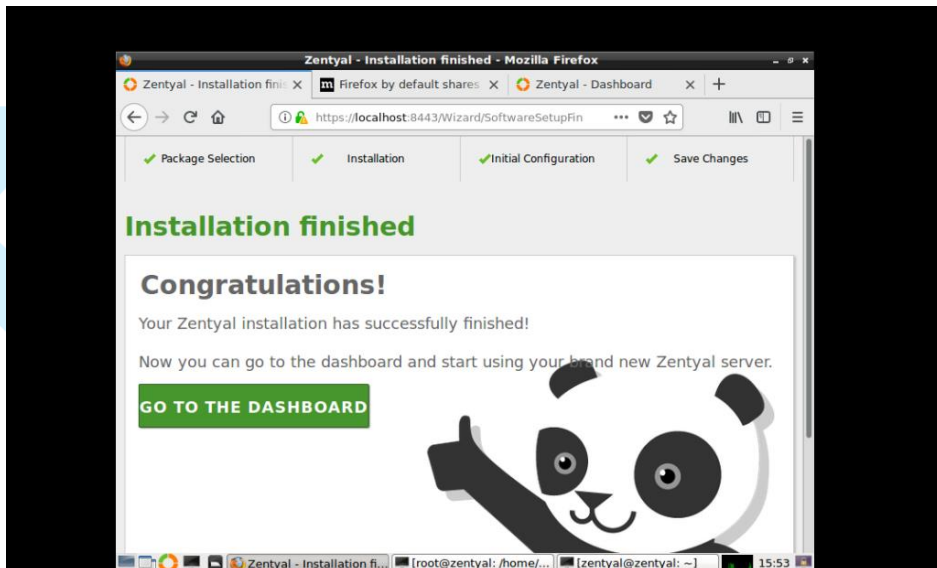 Zentyal - Installation finished - Mozilla Firefox
Zentyal - Installation finis
Firefox by default shares
Zentyal - Dashboard
https://localhost:8443/Wizard/SoftwareSetupFin
Package Selection
Installation
Initial Configuration
Save Changes
Installation finished
Congratulations!
Your Zentyal installation has successfully finished!
Now you can go to the dashboard and start using your brand new Zentyal server.
GO TO THE DASHBOARD
Zentyal - Installation fi...
[root@zentyal: /home/...
[zentyal@zentyal: ~]
15:53